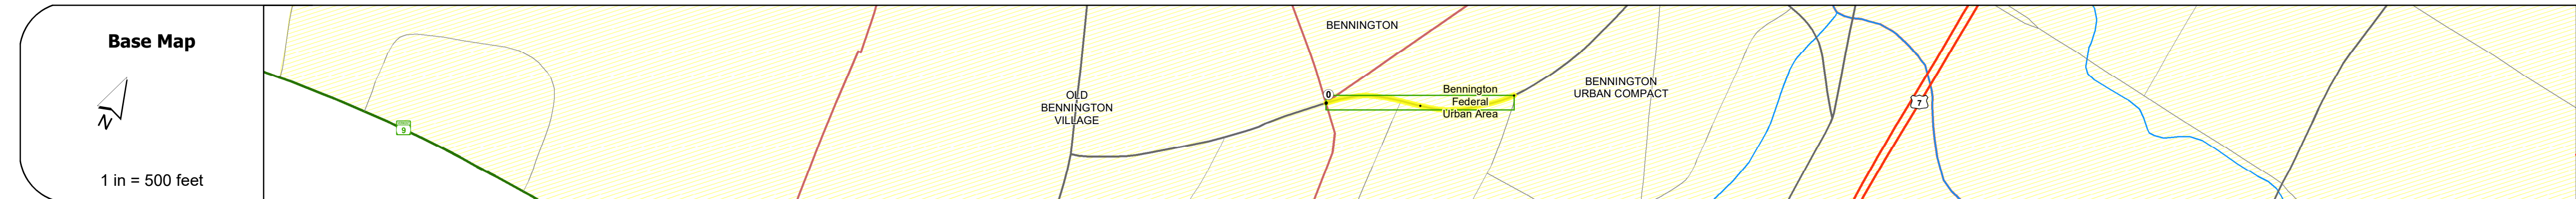 Base Map
N
1 in = 500 feet
9
OLD
BENNINGTON
VILLAGE
BENNINGTON
0
Bennington
Federal
Urban Area
BENNINGTON
URBAN COMPACT
7